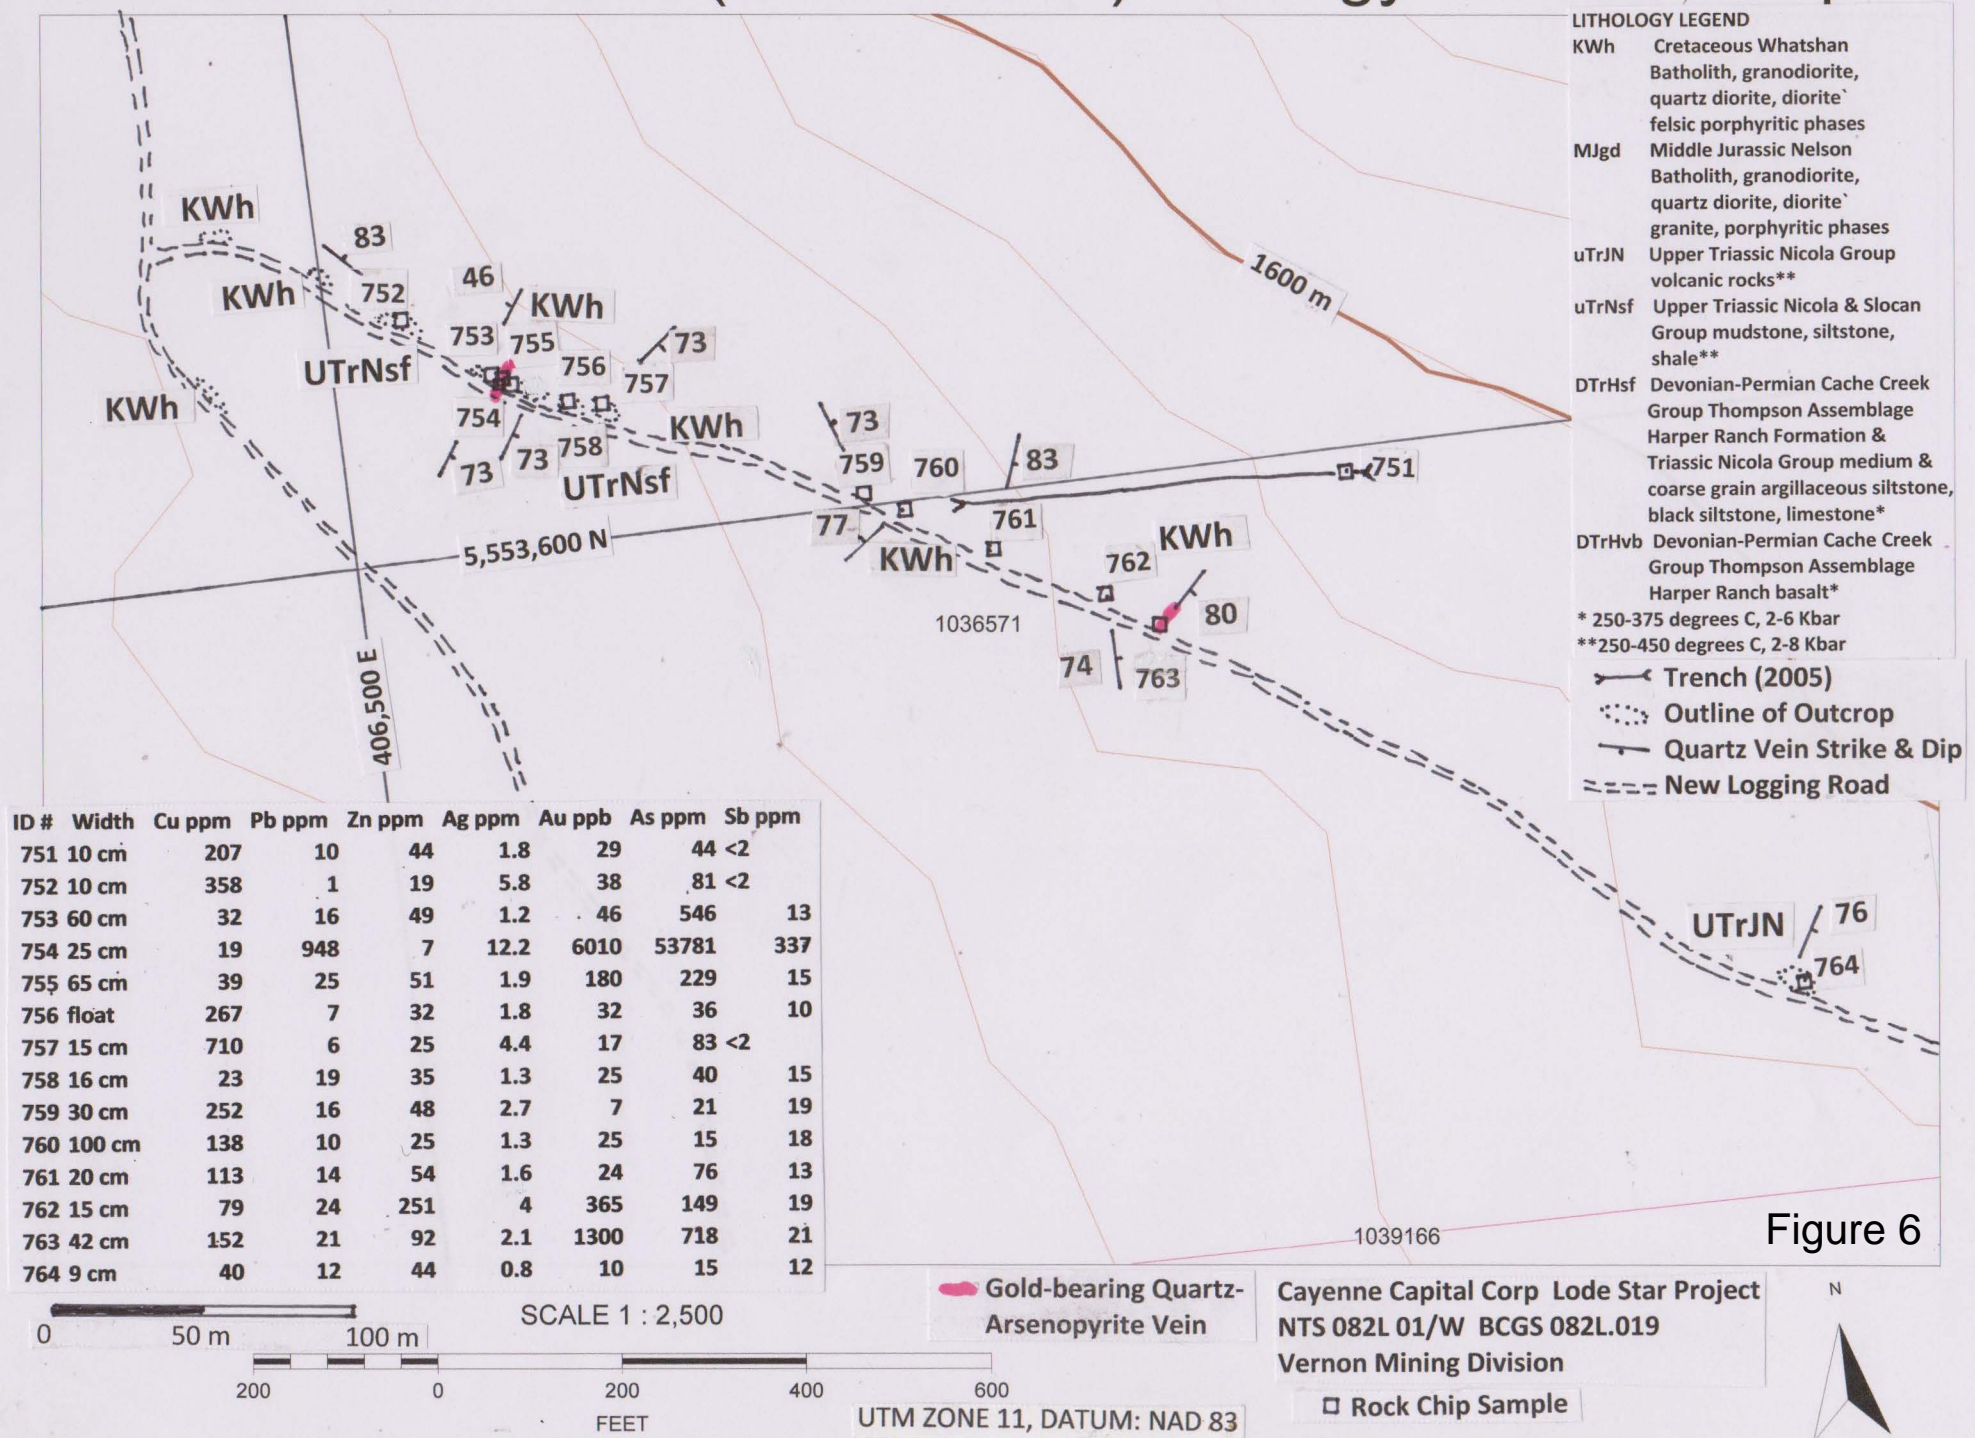 LITHOLOGY LEGEND
KWh Cretaceous Whatshan
Batholith, granodiorite,
quartz diorite, diorite`
felsic porphyritic phases
MJgd Middle Jurassic Nelson
Batholith, granodiorite,
quartz diorite, diorite`
granite, porphyritic phases
uTrJN Upper Triassic Nicola Group
volcanic rocks**
uTrNsf Upper Triassic Nicola & Slocan
Group mudstone, siltstone,
shale**
DTrHsf Devonian-Permian Cache Creek
Group Thompson Assemblage
Harper Ranch Formation &
Triassic Nicola Group medium &
coarse grain argillaceous siltstone,
black siltstone, limestone*
DTrHvb Devonian-Permian Cache Creek
Group Thompson Assemblage
Harper Ranch basalt*
* 250-375 degrees C, 2-6 Kbar
**250-450 degrees C, 2-8 Kbar
Trench (2005)
Outline of Outcrop
Quartz Vein Strike & Dip
New Logging Road
KWh
83
KWh
752
46
KWh
1600 m
753
755
73
UTrNsf
756
757
KWh
754
KWh
73
73
73
758
759
760
83
751
UTrNsf
77
761
5,553,600 N
KWh
KWh
762
1036571
80
406,500 E
74
763
UTrJN
76
764
ID # Width Cu ppm Pb ppm Zn ppm Ag ppm Au ppb As ppm Sb ppm
751 10 cm 207 10 44 1.8 29 44 <2
752 10 cm 358 1 19 5.8 38 81 <2
753 60 cm 32 16 49 1.2 46 546 13
754 25 cm 19 948 7 12.2 6010 53781 337
755 65 cm 39 25 51 1.9 180 229 15
756 float 267 7 32 1.8 32 36 10
757 15 cm 710 6 25 4.4 17 83 <2
758 16 cm 23 19 35 1.3 25 40 15
759 30 cm 252 16 48 2.7 7 21 19
760 100 cm 138 10 25 1.3 25 15 18
761 20 cm 113 14 54 1.6 24 76 13
762 15 cm 79 24 251 4 365 149 19
763 42 cm 152 21 92 2.1 1300 718 21
764 9 cm 40 12 44 0.8 10 15 12
1039166
Figure 6
0 50 m 100 m
SCALE 1 : 2,500
200 0 200 400 600
FEET
Gold-bearing Quartz-
Arsenopyrite Vein
Cayenne Capital Corp Lode Star Project
NTS 082L 01/W BCGS 082L.019
Vernon Mining Division
Rock Chip Sample
UTM ZONE 11, DATUM: NAD 83
N